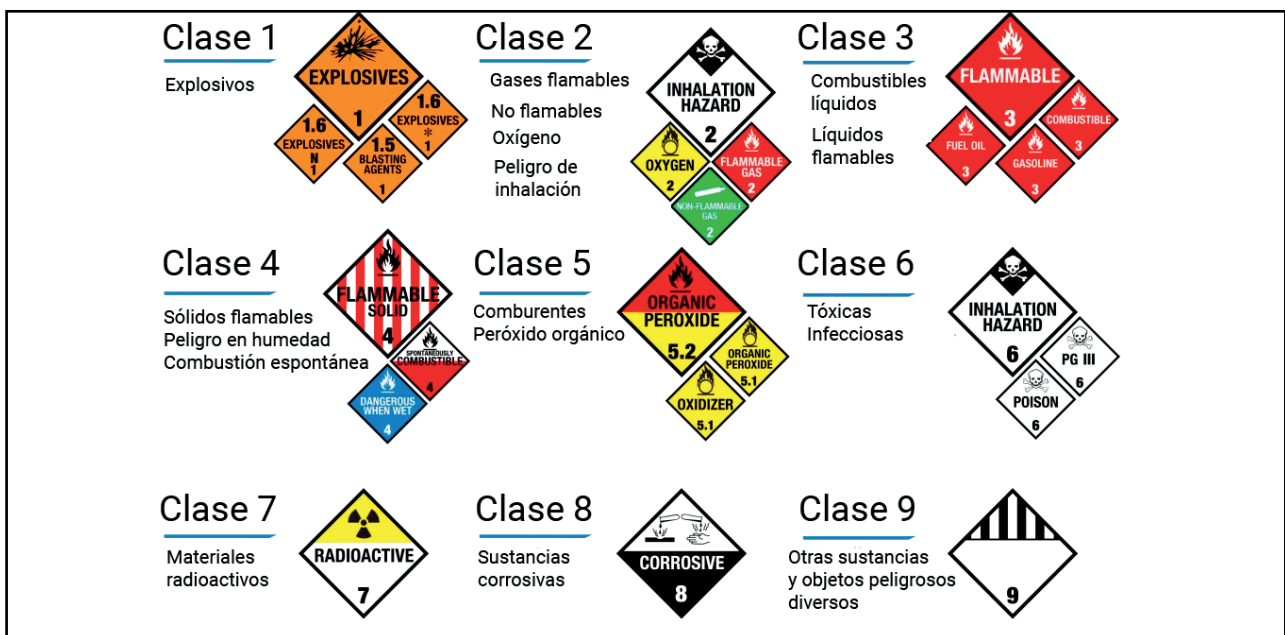 Clase 1
Explosivos
EXPLOSIVES
1
1.6
EXPLOSIVES
N
1
1.5
BLASTING
AGENTS
1
1.6
EXPLOSIVES
*
1
Clase 2
Gases flamables
No flamables
Oxígeno
Peligro de
inhalación
INHALATION
HAZARD
2
OXYGEN
2
FLAMMABLE
GAS
2
NON-FLAMMABLE
GAS
2
Clase 3
Combustibles
líquidos
Líquidos
flamables
FLAMMABLE
3
FUEL OIL
3
GASOLINE
3
COMBUSTIBLE
3
Clase 4
Sólidos flamables
Peligro en humedad
Combustión espontánea
FLAMMABLE
SOLID
4
SPONTANEOUSLY
COMBUSTIBLE
4
DANGEROUS
WHEN WET
4
Clase 5
Comburentes
Peróxido orgánico
ORGANIC
PEROXIDE
5.2
ORGANIC
PEROXIDE
5.1
OXIDIZER
5.1
Clase 6
Tóxicas
Infecciosas
INHALATION
HAZARD
6
PG III
6
POISON
6
Clase 7
Materiales
radioactivos
RADIOACTIVE
7
Clase 8
Sustancias
corrosivas
CORROSIVE
8
Clase 9
Otras sustancias
y objetos peligrosos
diversos
9